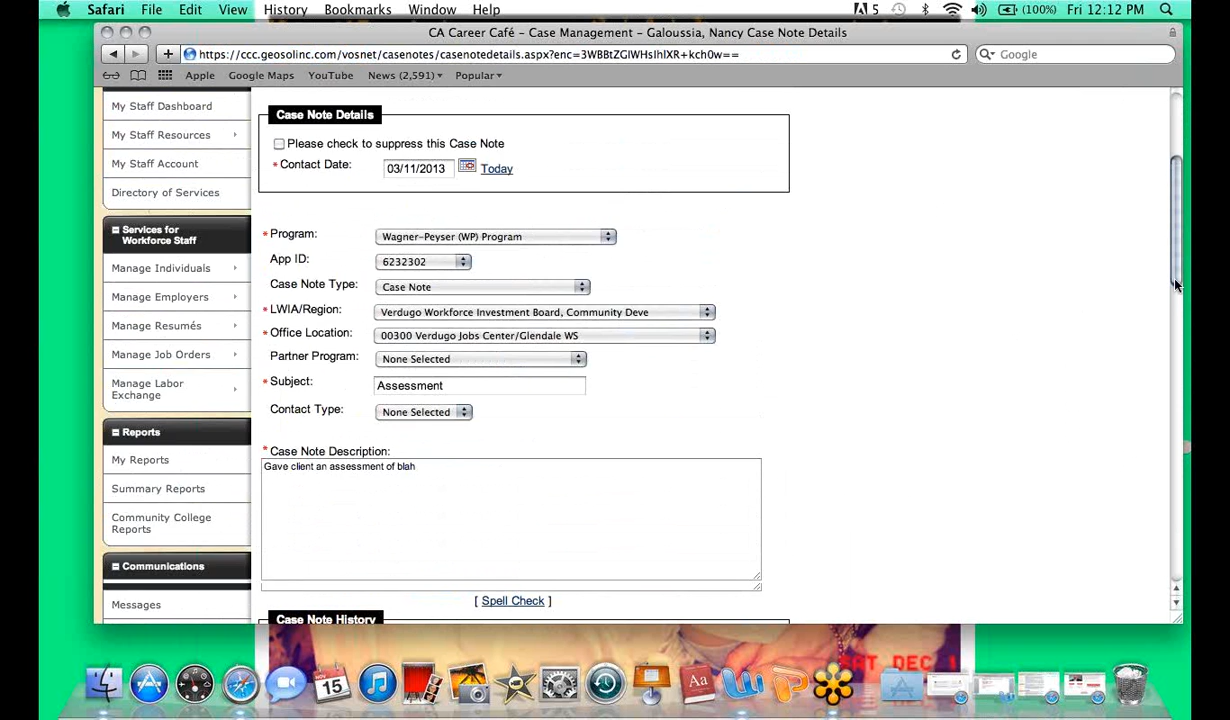 Safari File Edit View History Bookmarks Window Help 5 (100%) Fri 12:12 PM
CA Career Café – Case Management – Galoussia, Nancy Case Note Details
https://ccc.geosolinc.com/vosnet/casenotes/casenotedetails.aspx?enc=3WBBtZGlWHsIhlXR+kch0w== Google
Apple Google Maps YouTube News (2,591) Popular
My Staff Dashboard
My Staff Resources
My Staff Account
Directory of Services
Services for
Workforce Staff
Manage Individuals
Manage Employers
Manage Resumés
Manage Job Orders
Manage Labor
Exchange
Reports
My Reports
Summary Reports
Community College
Reports
Communications
Messages
Case Note Details
Please check to suppress this Case Note
* Contact Date: 03/11/2013 Today
* Program: Wagner-Peyser (WP) Program
App ID: 6232302
Case Note Type: Case Note
* LWIA/Region: Verdugo Workforce Investment Board, Community Deve
* Office Location: 00300 Verdugo Jobs Center/Glendale WS
Partner Program: None Selected
* Subject: Assessment
Contact Type: None Selected
* Case Note Description:
Gave client an assessment of blah
[ Spell Check ]
Case Note History
SAT DEC 1
NOV
15
Aa